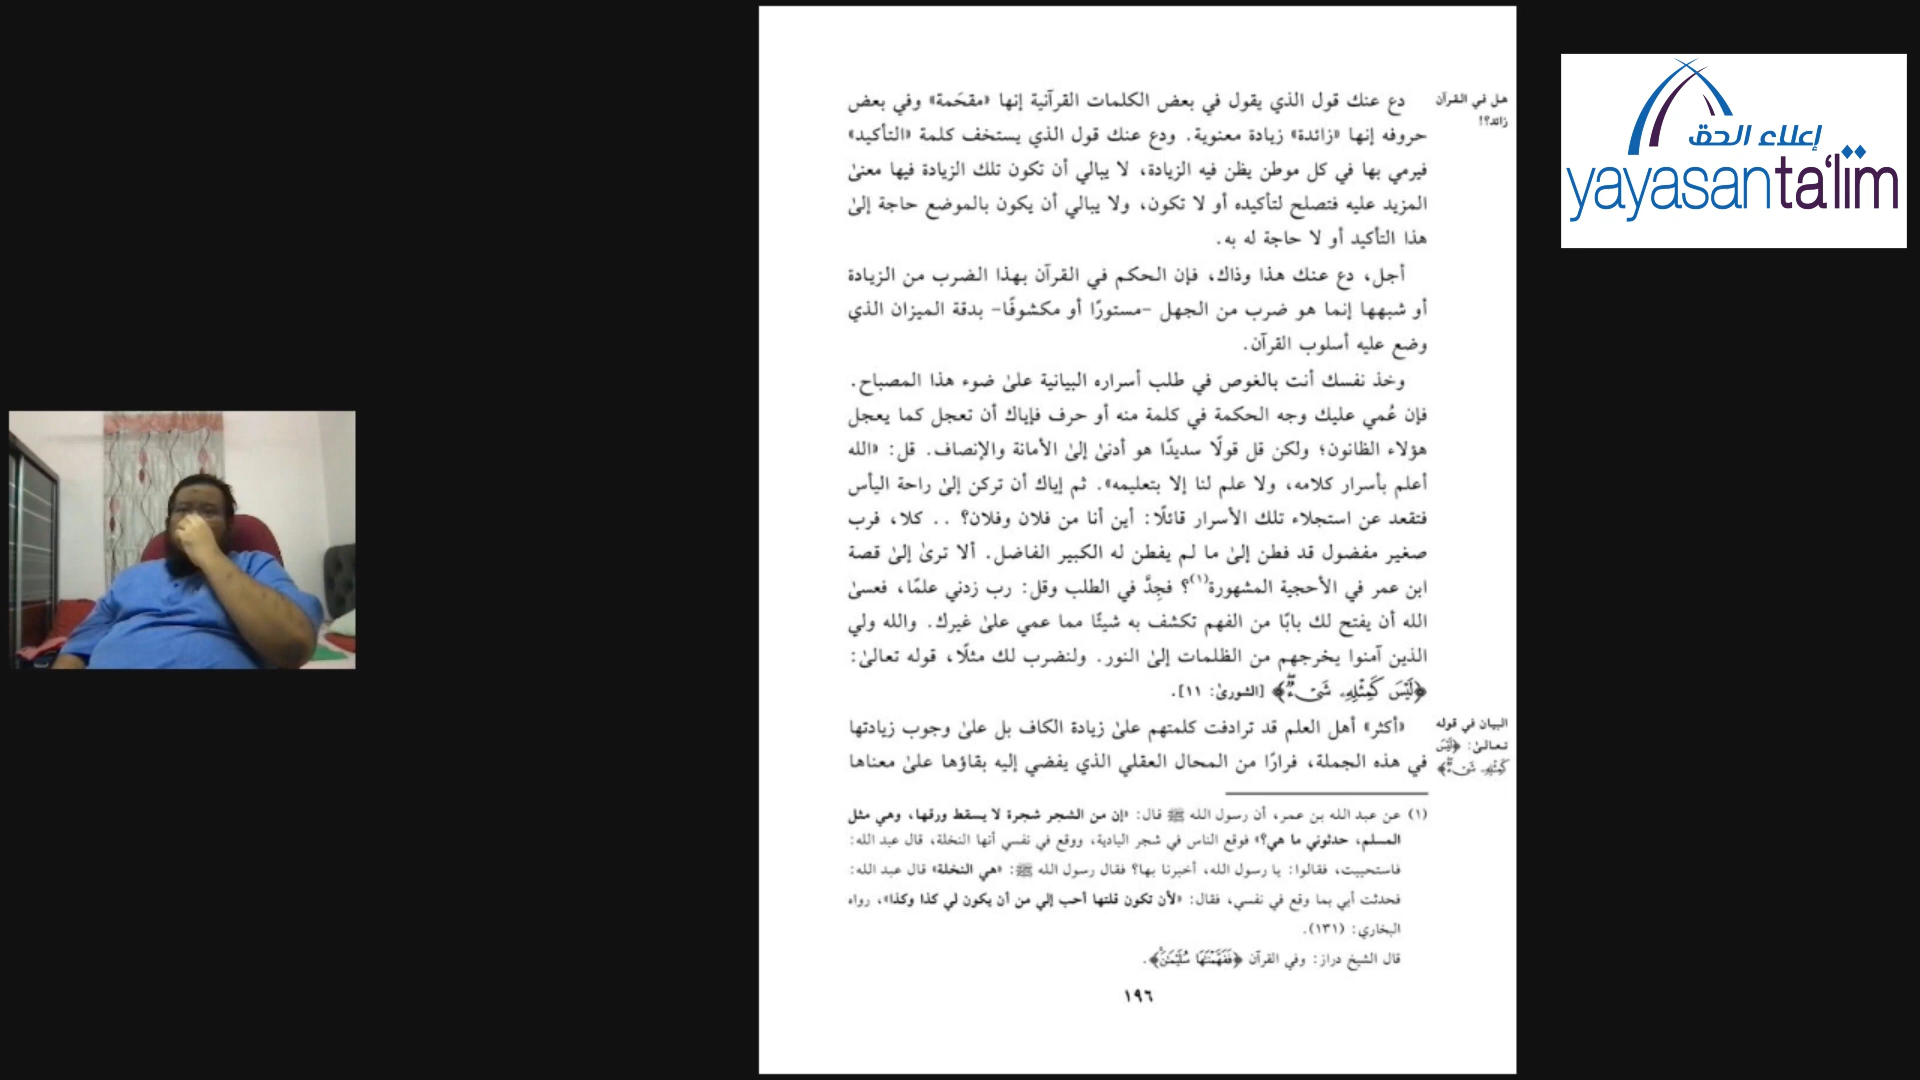 هل في القرآن
زائد؟!
دع عنك قول الذي يقول في بعض الكلمات القرآنية إنها «مقحَمة» وفي بعض
حروفه إنها «زائدة» زيادة معنوية. ودع عنك قول الذي يستخف كلمة «التأكيد»
فيرمي بها في كل موطن يظن فيه الزيادة، لا يبالي أن تكون تلك الزيادة فيها معنىٰ
المزيد عليه فتصلح لتأكيده أو لا تكون، ولا يبالي أن يكون بالموضع حاجة إلىٰ
هذا التأكيد أو لا حاجة له به.
أجل، دع عنك هذا وذاك، فإن الحكم في القرآن بهذا الضرب من الزيادة
أو شبهها إنما هو ضرب من الجهل -مستورًا أو مكشوفًا- بدقة الميزان الذي
وضع عليه أسلوب القرآن.
وخذ نفسك أنت بالغوص في طلب أسراره البيانية علىٰ ضوء هذا المصباح.
فإن عُمي عليك وجه الحكمة في كلمة منه أو حرف فإياك أن تعجل كما يعجل
هؤلاء الظانون؛ ولكن قل قولًا سديدًا هو أدنىٰ إلىٰ الأمانة والإنصاف. قل: «الله
أعلم بأسرار كلامه، ولا علم لنا إلا بتعليمه». ثم إياك أن تركن إلىٰ راحة اليأس
فتقعد عن استجلاء تلك الأسرار قائلًا: أين أنا من فلان وفلان؟ .. كلا، فرب
صغير مفضول قد فطن إلىٰ ما لم يفطن له الكبير الفاضل. ألا ترىٰ إلىٰ قصة
ابن عمر في الأحجية المشهورة(١)؟ فجِدَّ في الطلب وقل: رب زدني علمًا، فعسىٰ
الله أن يفتح لك بابًا من الفهم تكشف به شيئًا مما عمي علىٰ غيرك. والله ولي
الذين آمنوا يخرجهم من الظلمات إلىٰ النور. ولنضرب لك مثلًا، قوله تعالىٰ:
﴿لَيْسَ كَمِثْلِهِۦ شَىْءٌ ۖ﴾ [الشورىٰ: ١١].
البيان في قوله
تعالىٰ: ﴿لَيْسَ
كَمِثْلِهِۦ شَىْءٌ ۖ﴾
«أكثر» أهل العلم قد ترادفت كلمتهم علىٰ زيادة الكاف بل علىٰ وجوب زيادتها
في هذه الجملة، فرارًا من المحال العقلي الذي يفضي إليه بقاؤها علىٰ معناها
(١) عن عبد الله بن عمر، أن رسول الله ﷺ قال: «إن من الشجر شجرة لا يسقط ورقها، وهي مثل
المسلم، حدثوني ما هي؟» فوقع الناس في شجر البادية، ووقع في نفسي أنها النخلة، قال عبد الله:
فاستحييت، فقالوا: يا رسول الله، أخبرنا بها؟ فقال رسول الله ﷺ: «هي النخلة» قال عبد الله:
فحدثت أبي بما وقع في نفسي، فقال: «لأن تكون قلتها أحب إلي من أن يكون لي كذا وكذا»، رواه
البخاري: (١٣١).
قال الشيخ دراز: وفي القرآن ﴿فَفَهَّمْنَـٰهَا سُلَيْمَـٰنَ﴾.
١٩٦
إعلاء الحق
yayasanta'lim